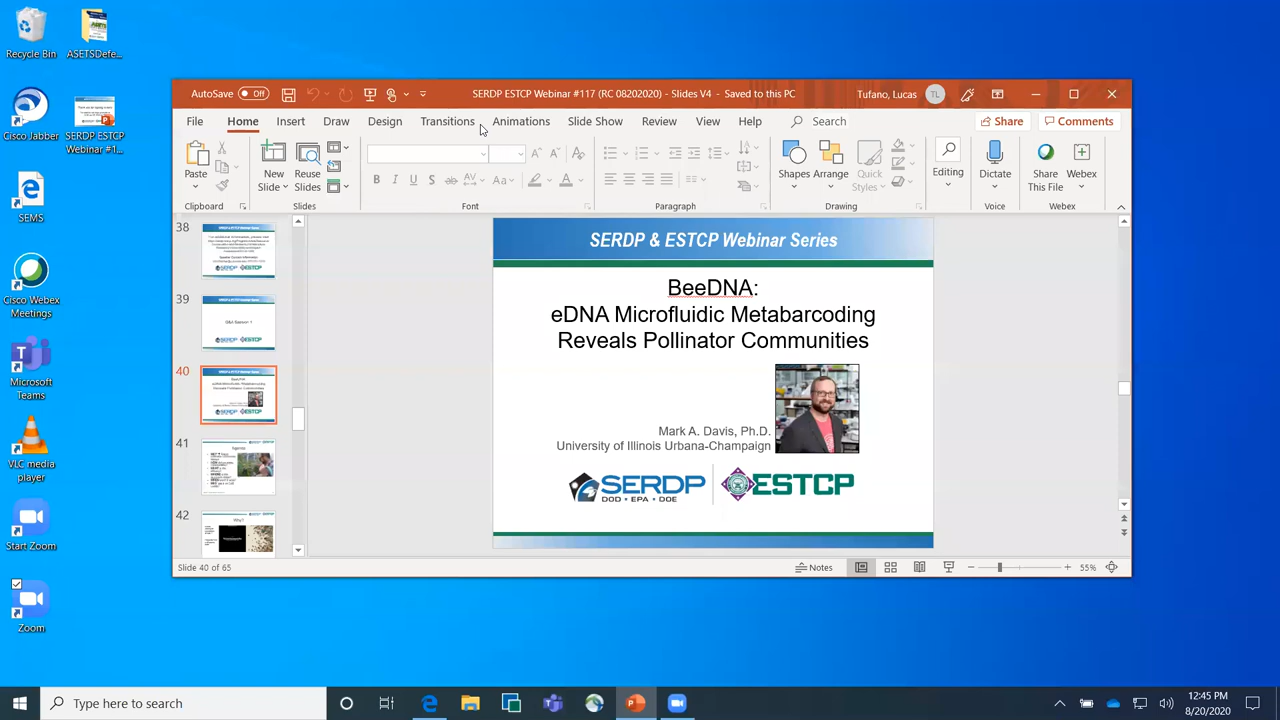 Recycle Bin
ASETSDefe...
Cisco Jabber
SERDP ESTCP
Webinar #1...
SEMS
Cisco Webex
Meetings
Microsoft
Teams
VLC media
player
Start Zoom
Zoom
AutoSave Off
SERDP ESTCP Webinar #117 (RC 08202020) - Slides V4 - Saved to this PC
Tufano, Lucas TL
File Home Insert Draw Design Transitions Animations Slide Show Review View Help Search Share Comments
Paste
New
Slide
Reuse
Slides
Shapes
Arrange
Quick
Styles
Editing
Dictate
Share
This File
Webex
Clipboard Slides Font Paragraph Drawing Voice Webex
38
39
Q&A Session 1
40
41
Agenda
42
Why?
SERDP & ESTCP Webinar Series
BeeDNA:
eDNA Microfluidic Metabarcoding
Reveals Pollinator Communities
Mark A. Davis, Ph.D.
University of Illinois Urbana-Champaign
SERDP
DOD • EPA • DOE
ESTCP
Slide 40 of 65
Notes
55%
Type here to search
12:45 PM
8/20/2020